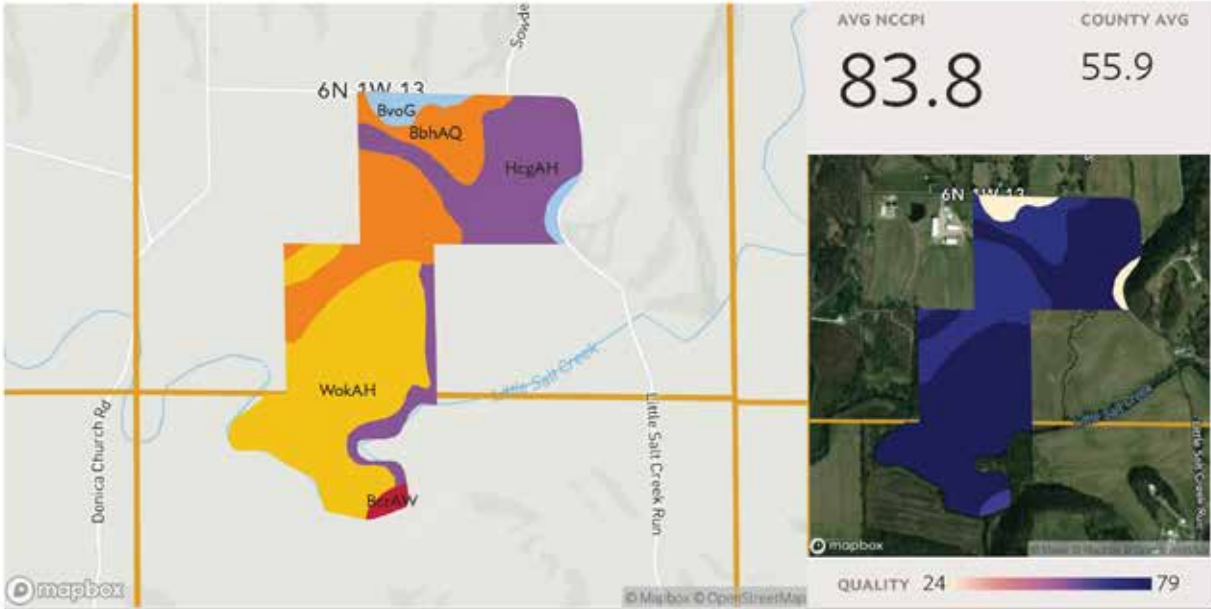 Sowde
6N 1W 13
BvoG
BbhAQ
HcgAH
WokAH
BcrAW
Little Salt Creek
Little Salt Creek Run
Donica Church Rd
mapbox
© Mapbox © OpenStreetMap
AVG NCCPI
83.8
COUNTY AVG
55.9
6N 1W 13
Little Salt Creek
Little Salt Creek Run
mapbox
QUALITY 24 79